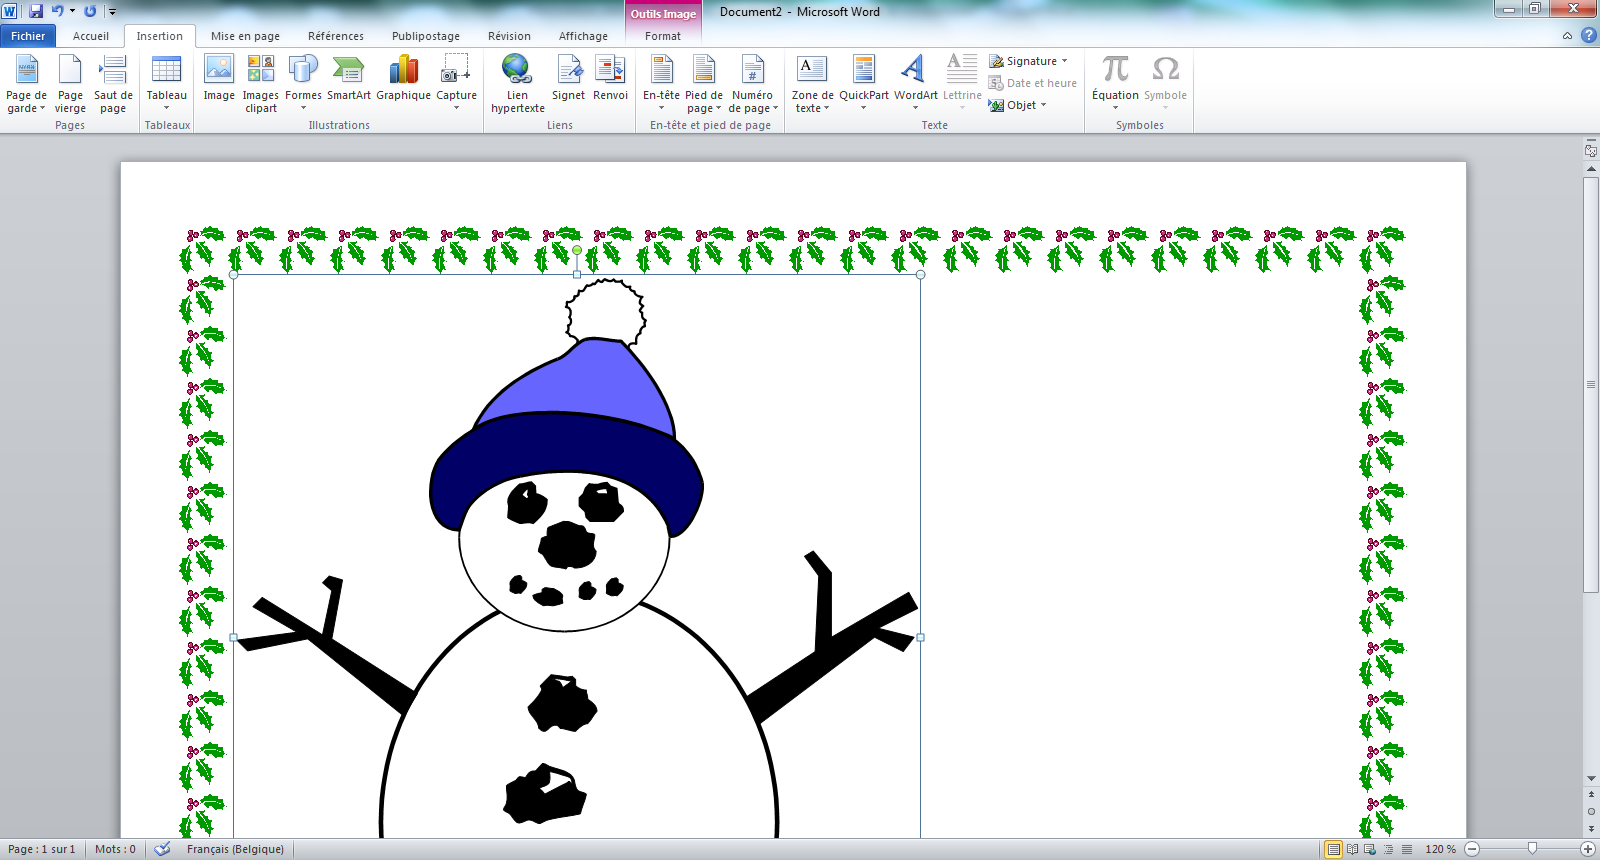 Outils Image
Document2 - Microsoft Word
Fichier Accueil Insertion Mise en page Références Publipostage Révision Affichage Format
Page de garde
Page vierge
Saut de page
Tableau
Image
Images clipart
Formes
SmartArt
Graphique
Capture
Lien hypertexte
Signet
Renvoi
En-tête
Pied de page
Numéro de page
Zone de texte
QuickPart
WordArt
Lettrine
Signature
Date et heure
Objet
Équation
Symbole
Pages Tableaux Illustrations Liens En-tête et pied de page Texte Symboles
Page : 1 sur 1 Mots : 0 Français (Belgique) 120 %